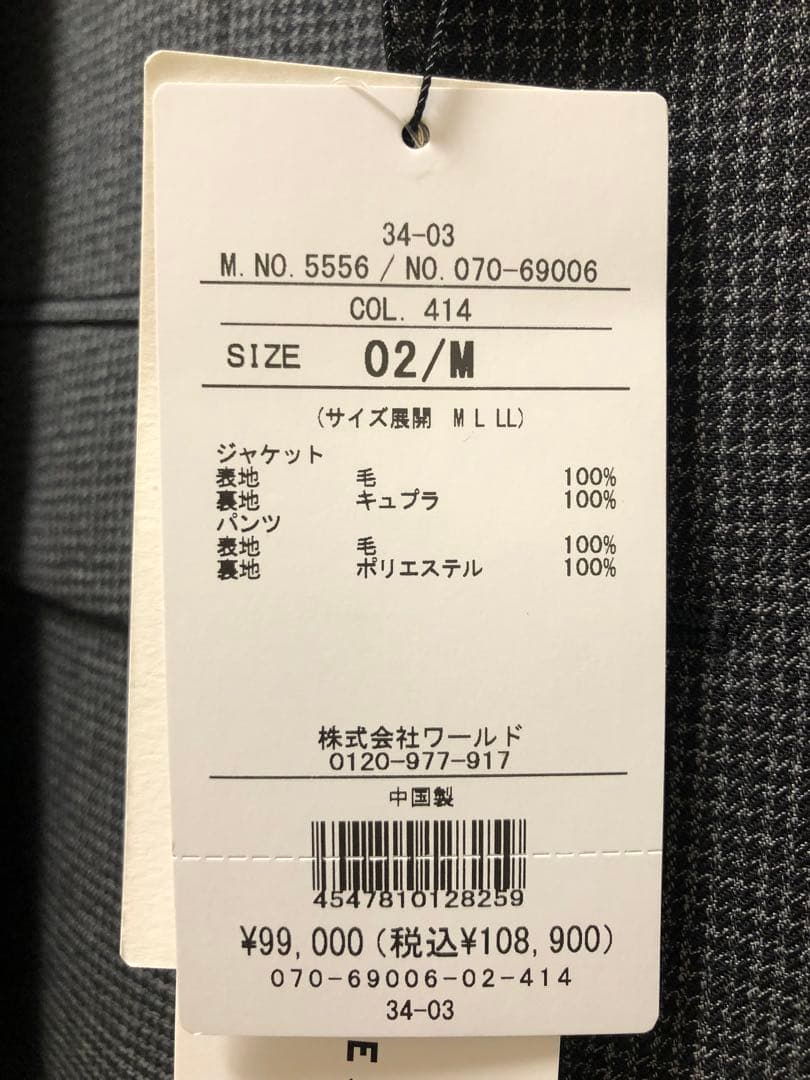 34-03
M.NO.5556 / NO.070-69006
COL. 414
SIZE 02/M
(サイズ展開 M L LL)
ジャケット
表地 毛 100%
裏地 キュプラ 100%
パンツ
表地 毛 100%
裏地 ポリエステル 100%
株式会社ワールド
0120-977-917
中国製
4547810128259
¥99,000(税込¥108,900)
070-69006-02-414
34-03
E